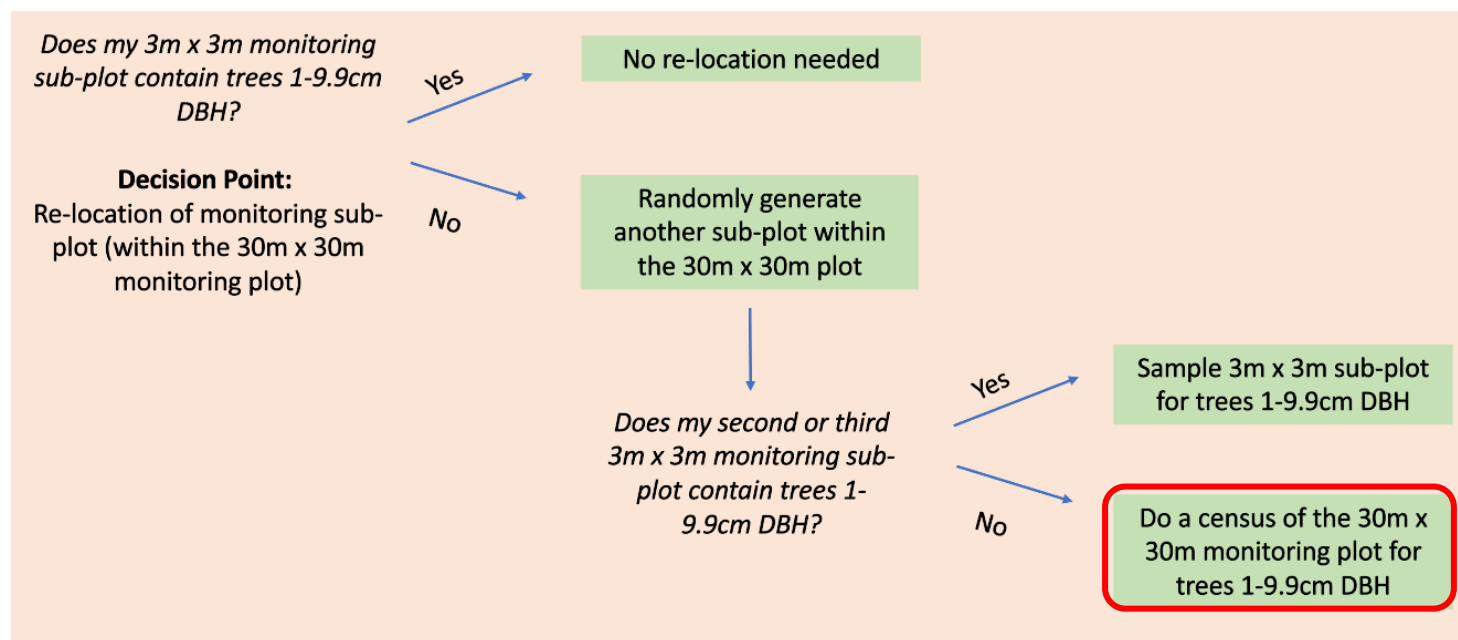 Does my 3m x 3m monitoring
sub-plot contain trees 1-9.9cm
DBH?
Decision Point:
Re-location of monitoring sub-
plot (within the 30m x 30m
monitoring plot)
Yes
No re-location needed
No
Randomly generate
another sub-plot within
the 30m x 30m plot
Does my second or third
3m x 3m monitoring sub-
plot contain trees 1-
9.9cm DBH?
Yes
Sample 3m x 3m sub-plot
for trees 1-9.9cm DBH
No
Do a census of the 30m x
30m monitoring plot for
trees 1-9.9cm DBH